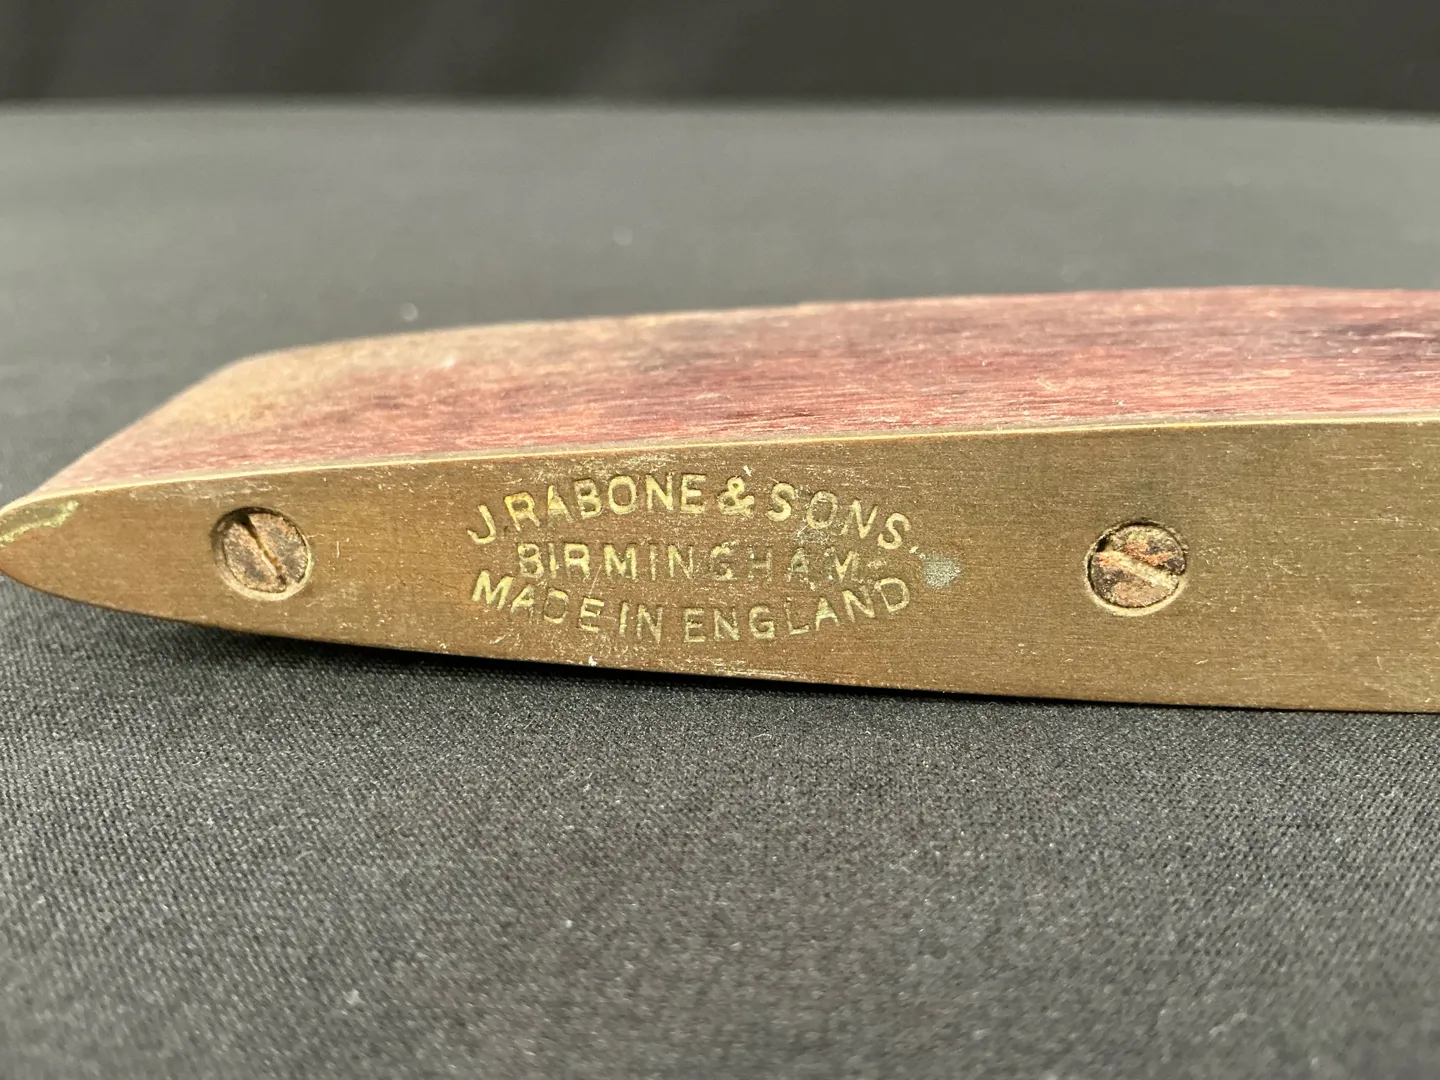 J. RABONE & SONS.
BIRMINGHAM.
MADE IN ENGLAND